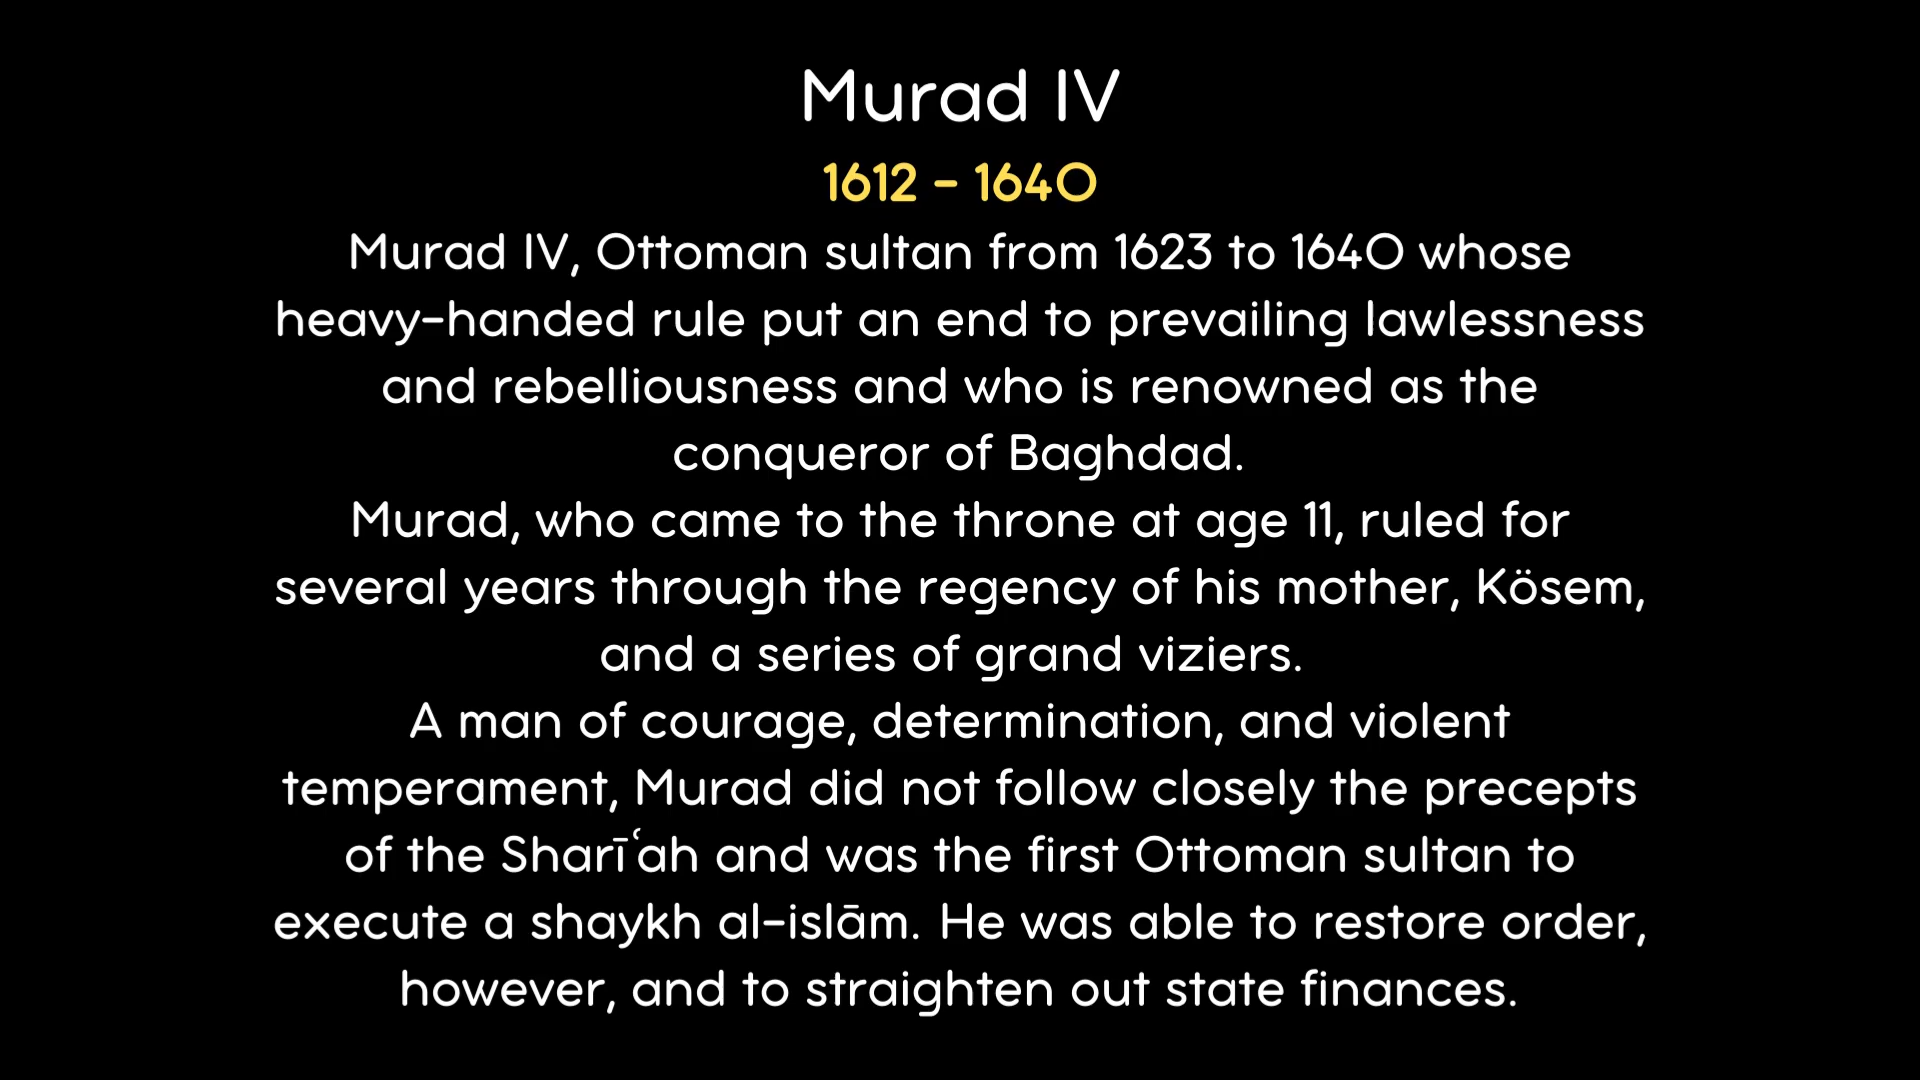 Murad IV
1612 - 1640
Murad IV, Ottoman sultan from 1623 to 1640 whose
heavy-handed rule put an end to prevailing lawlessness
and rebelliousness and who is renowned as the
conqueror of Baghdad.
Murad, who came to the throne at age 11, ruled for
several years through the regency of his mother, Kösem,
and a series of grand viziers.
A man of courage, determination, and violent
temperament, Murad did not follow closely the precepts
of the Sharīʿah and was the first Ottoman sultan to
execute a shaykh al-islām. He was able to restore order,
however, and to straighten out state finances.